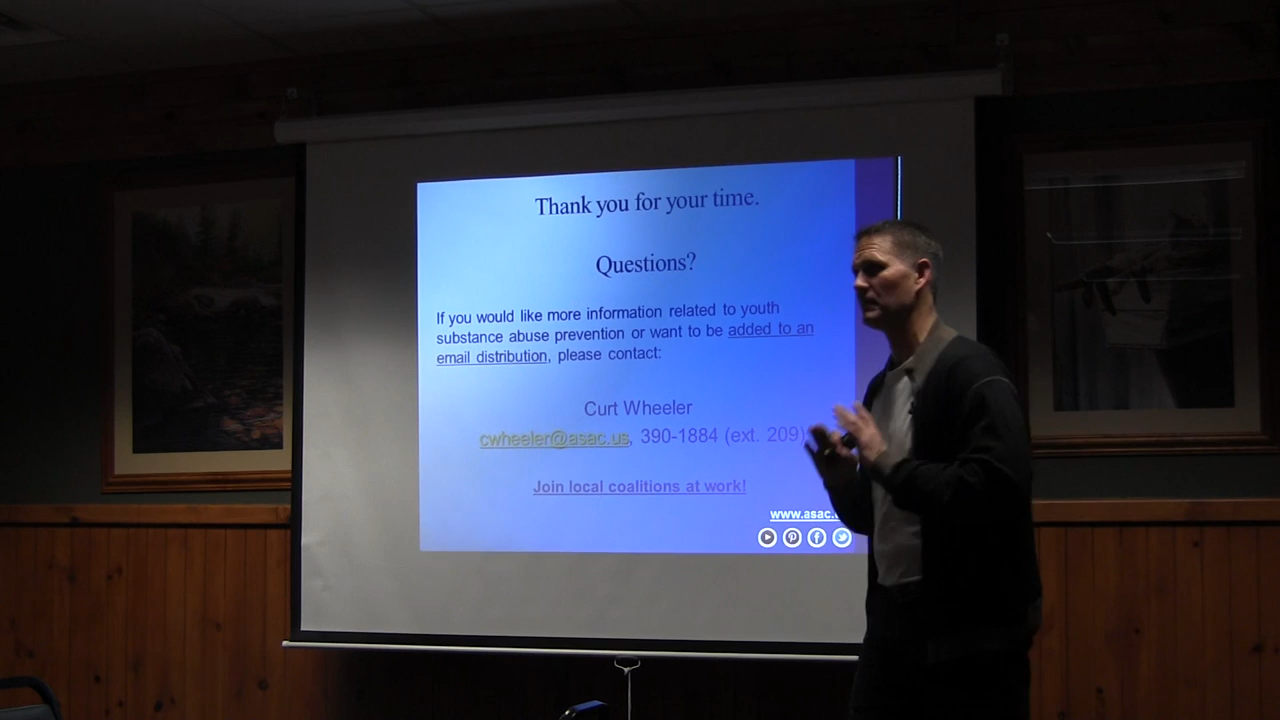 Thank you for your time.
Questions?
If you would like more information related to youth
substance abuse prevention or want to be added to an
email distribution, please contact:
Curt Wheeler
cwheeler@asac.us, 390-1884 (ext. 209)
Join local coalitions at work!
www.asac.